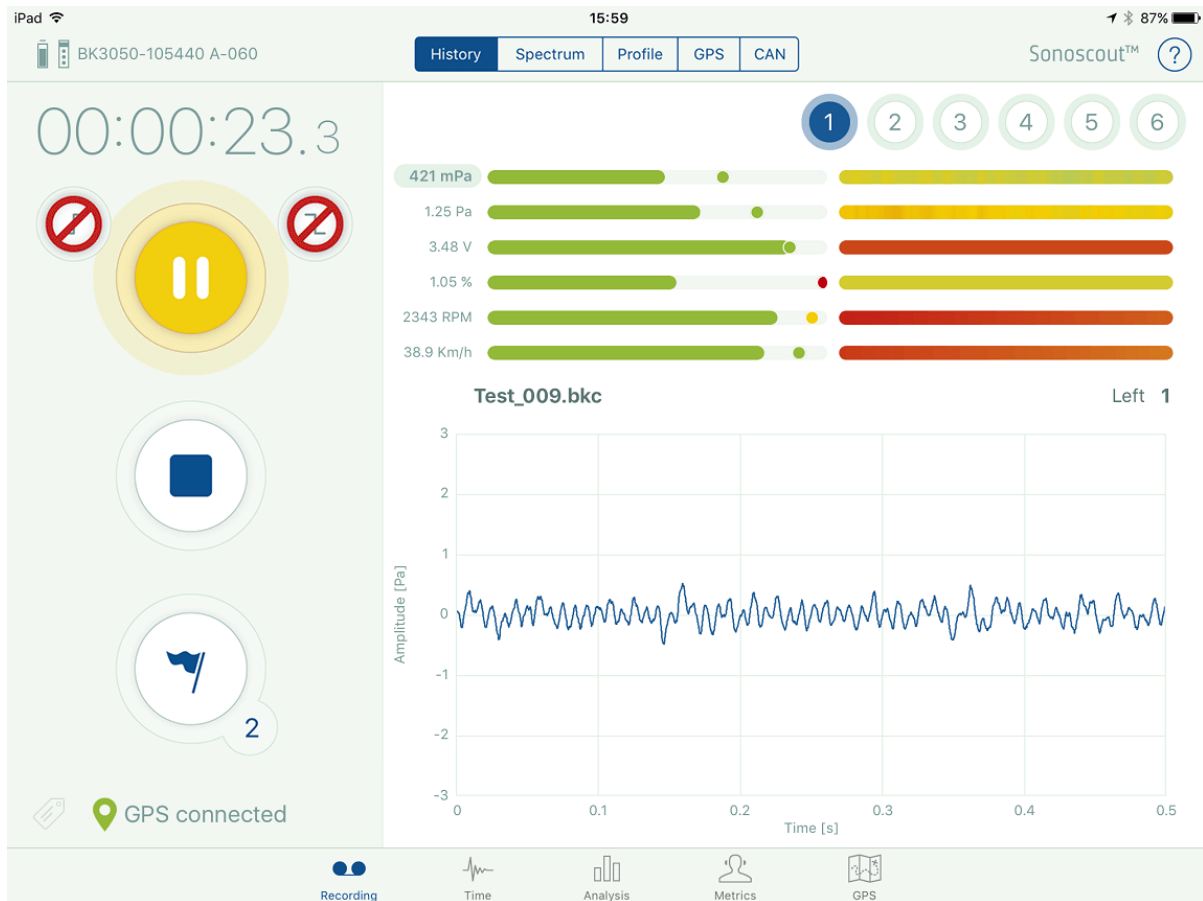 iPad 15:59 87%
BK3050-105440 A-060 History Spectrum Profile GPS CAN Sonoscout™ ?
00:00:23.3
1 2 3 4 5 6
421 mPa
1.25 Pa
3.48 V
1.05 %
2343 RPM
38.9 Km/h
Test_009.bkc Left 1
3
2
1
0
-1
-2
-3
Amplitude [Pa]
0 0.1 0.2 0.3 0.4 0.5
Time [s]
2
GPS connected
Recording Time Analysis Metrics GPS